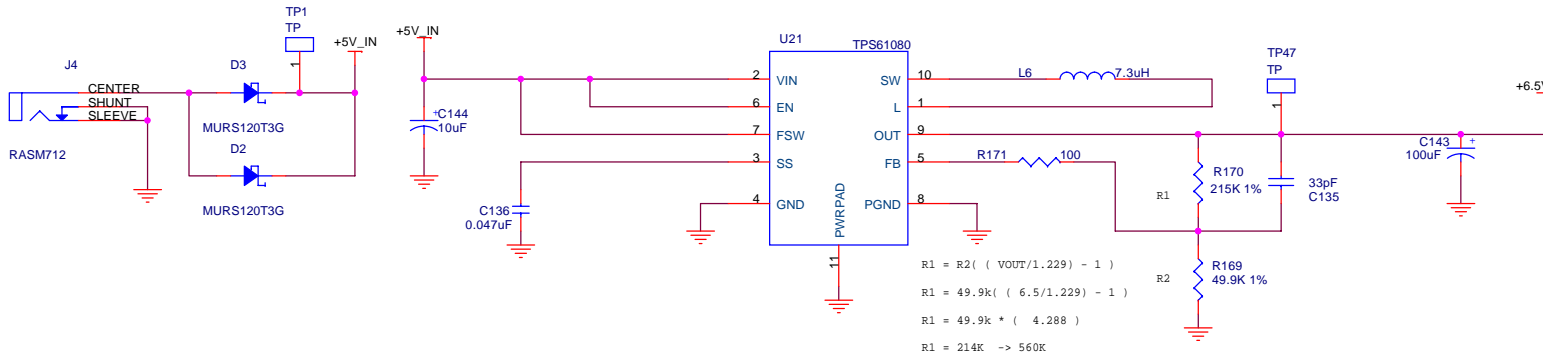 J4
CENTER
SHUNT
SLEEVE
RASM712
D3
MURS120T3G
D2
MURS120T3G
TP1
TP
1
+5V_IN
+5V_IN
+
C144
10uF
C136
0.047uF
U21
TPS61080
2 VIN
6 EN
7 FSW
3 SS
4 GND
PWRPAD
11
SW 10
L 1
OUT 9
FB 5
PGND 8
L6
7.3uH
R171
100
TP47
TP
1
R1
R170
215K 1%
33pF
C135
R2
R169
49.9K 1%
C143
100uF
+
+6.5V
R1 = R2( ( VOUT/1.229) - 1 )
R1 = 49.9k( ( 6.5/1.229) - 1 )
R1 = 49.9k * (  4.288 )
R1 = 214K  -> 560K